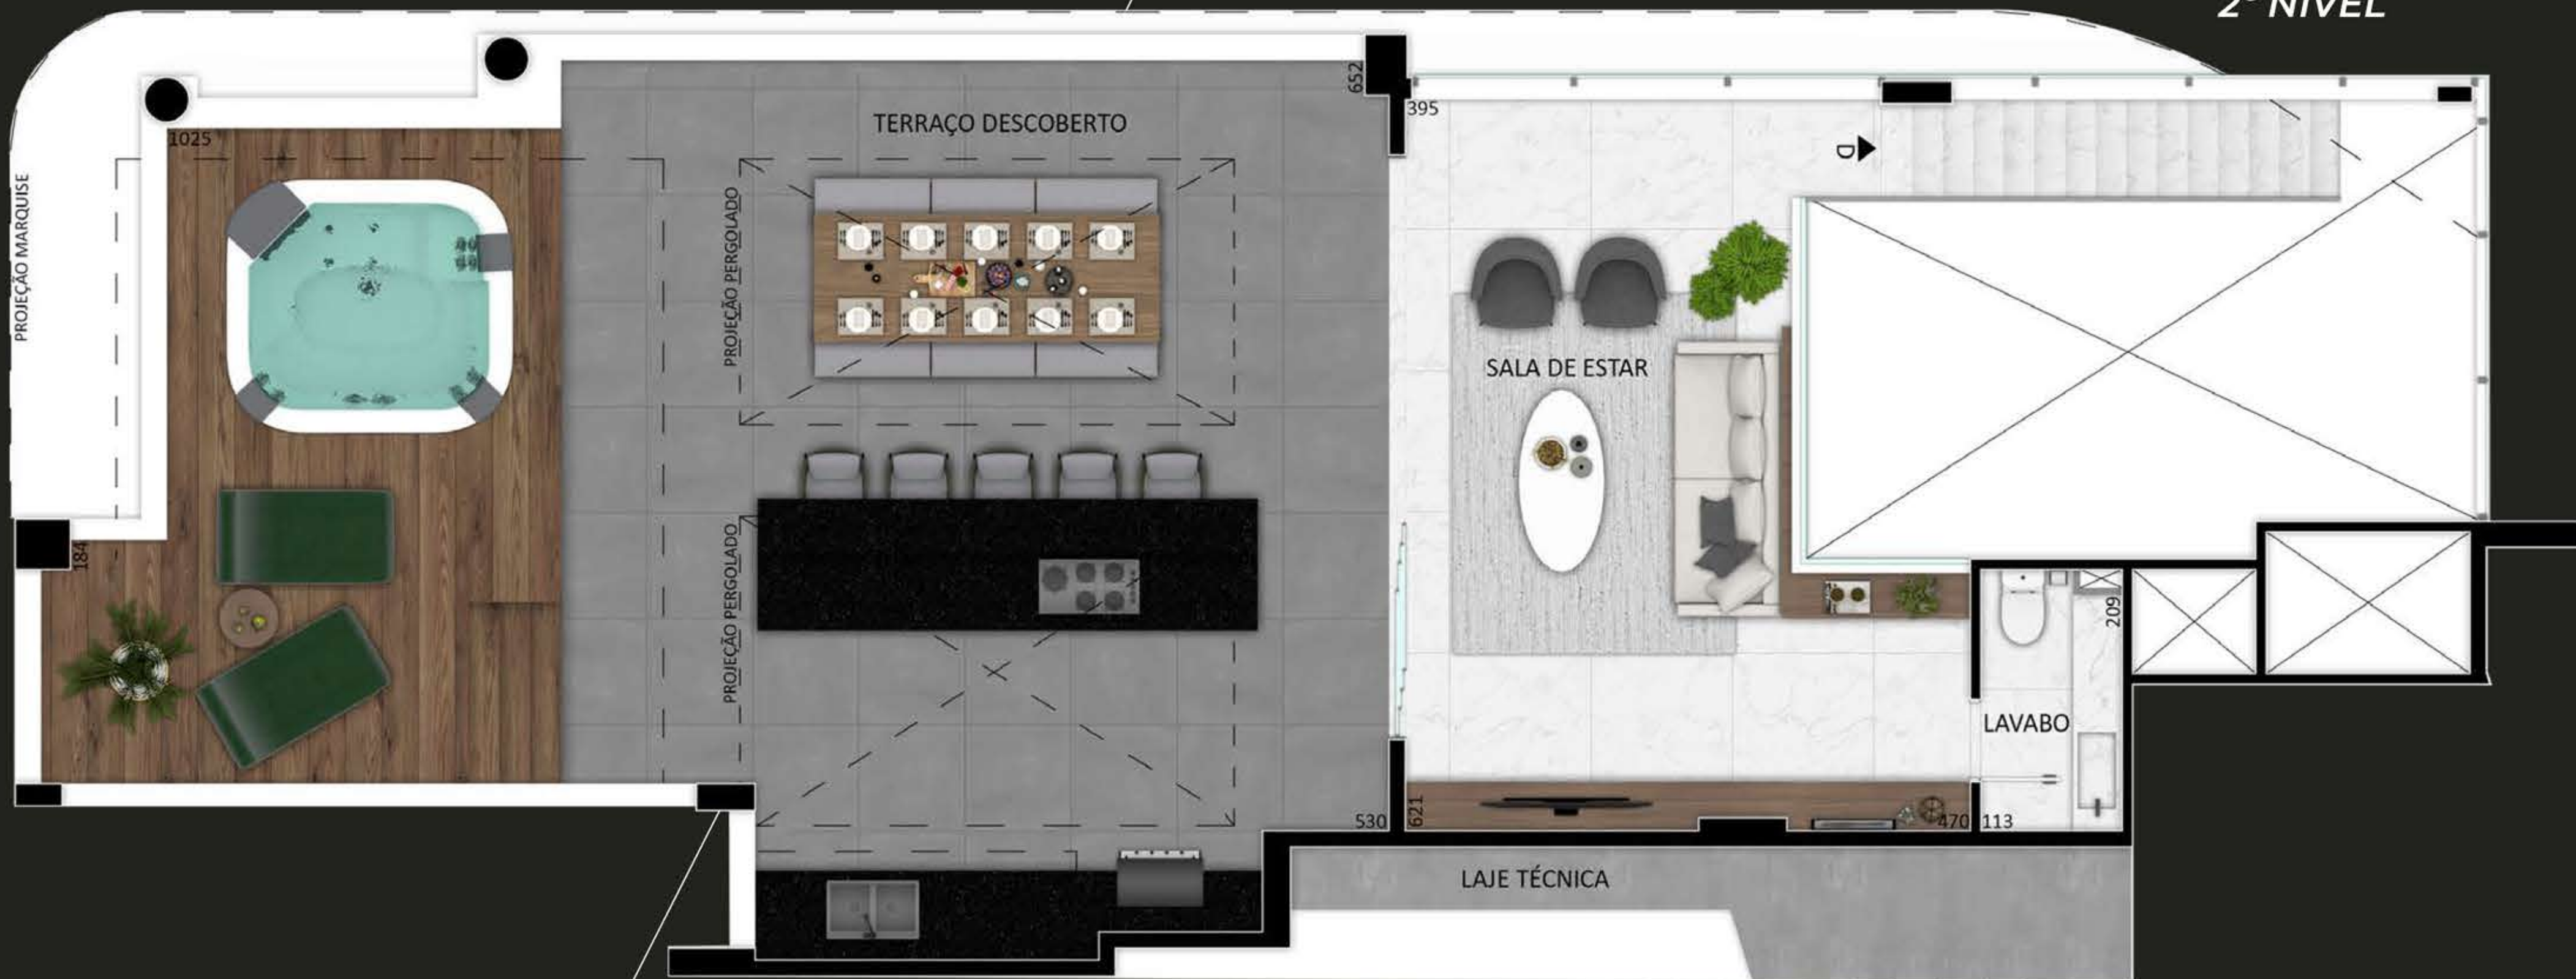 2º NÍVEL
652
395
TERRAÇO DESCOBERTO
1025
D
PROJEÇÃO MARQUISE
PROJEÇÃO PERGOLADO
SALA DE ESTAR
184
PROJEÇÃO PERGOLADO
209
LAVABO
530
621
470
113
LAJE TÉCNICA